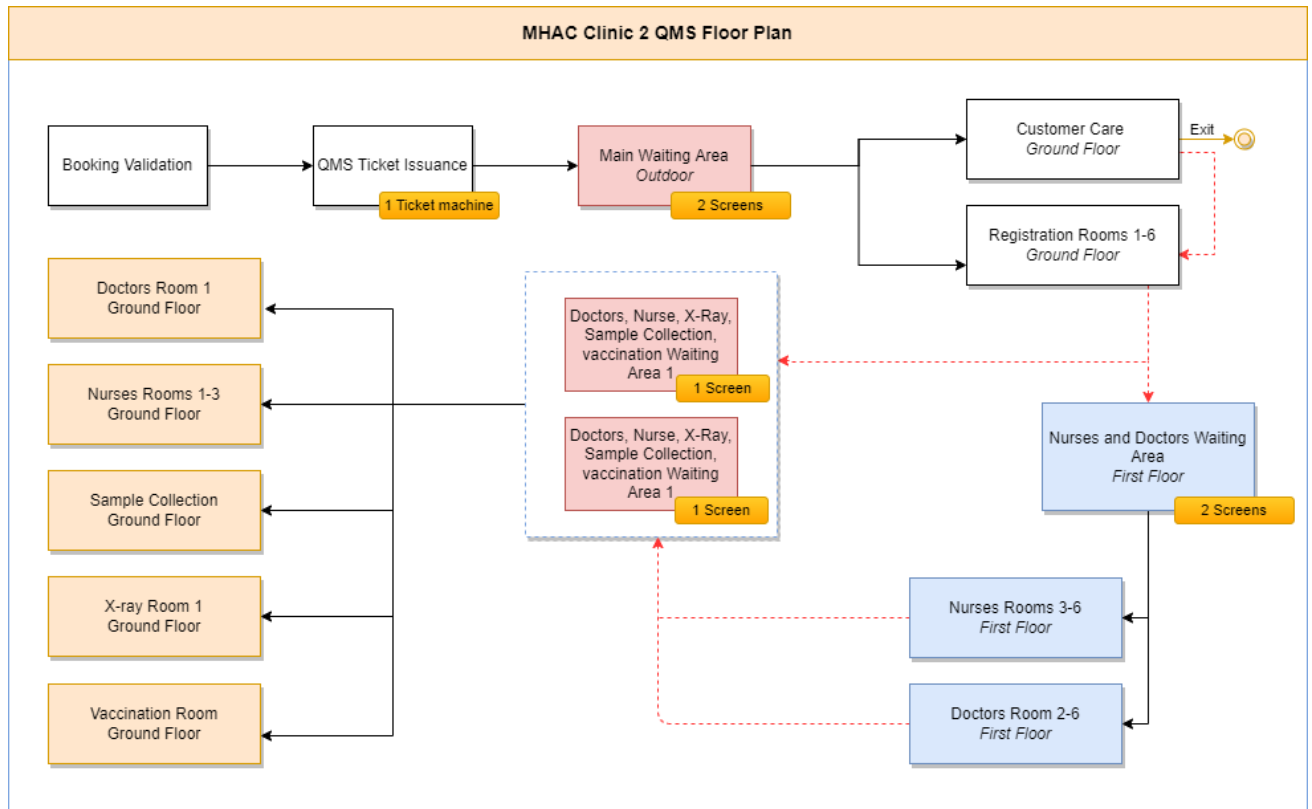 MHAC Clinic 2 QMS Floor Plan
Booking Validation
QMS Ticket Issuance
1 Ticket machine
Main Waiting Area
Outdoor
2 Screens
Customer Care
Ground Floor
Exit
Registration Rooms 1-6
Ground Floor
Doctors Room 1
Ground Floor
Nurses Rooms 1-3
Ground Floor
Sample Collection
Ground Floor
X-ray Room 1
Ground Floor
Vaccination Room
Ground Floor
Doctors, Nurse, X-Ray,
Sample Collection,
vaccination Waiting
Area 1
1 Screen
Doctors, Nurse, X-Ray,
Sample Collection,
vaccination Waiting
Area 1
1 Screen
Nurses and Doctors Waiting
Area
First Floor
2 Screens
Nurses Rooms 3-6
First Floor
Doctors Room 2-6
First Floor